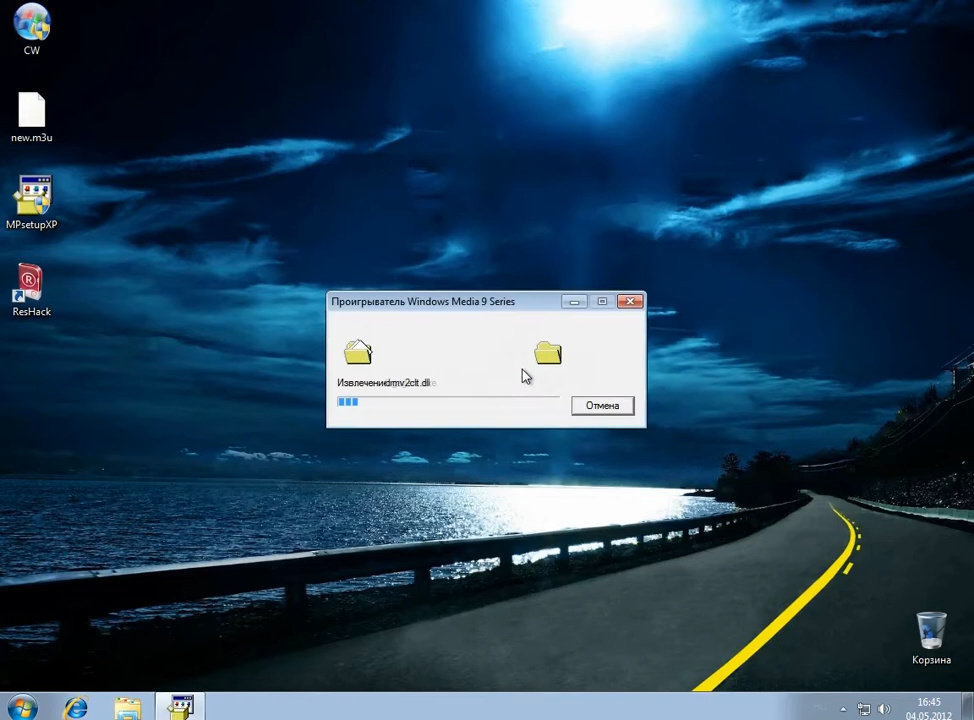 CW
new.m3u
MPsetupXP
ResHack
Проигрыватель Windows Media 9 Series
Извлечение drmv2clt.dll
Отмена
Корзина
16:45
04.05.2012